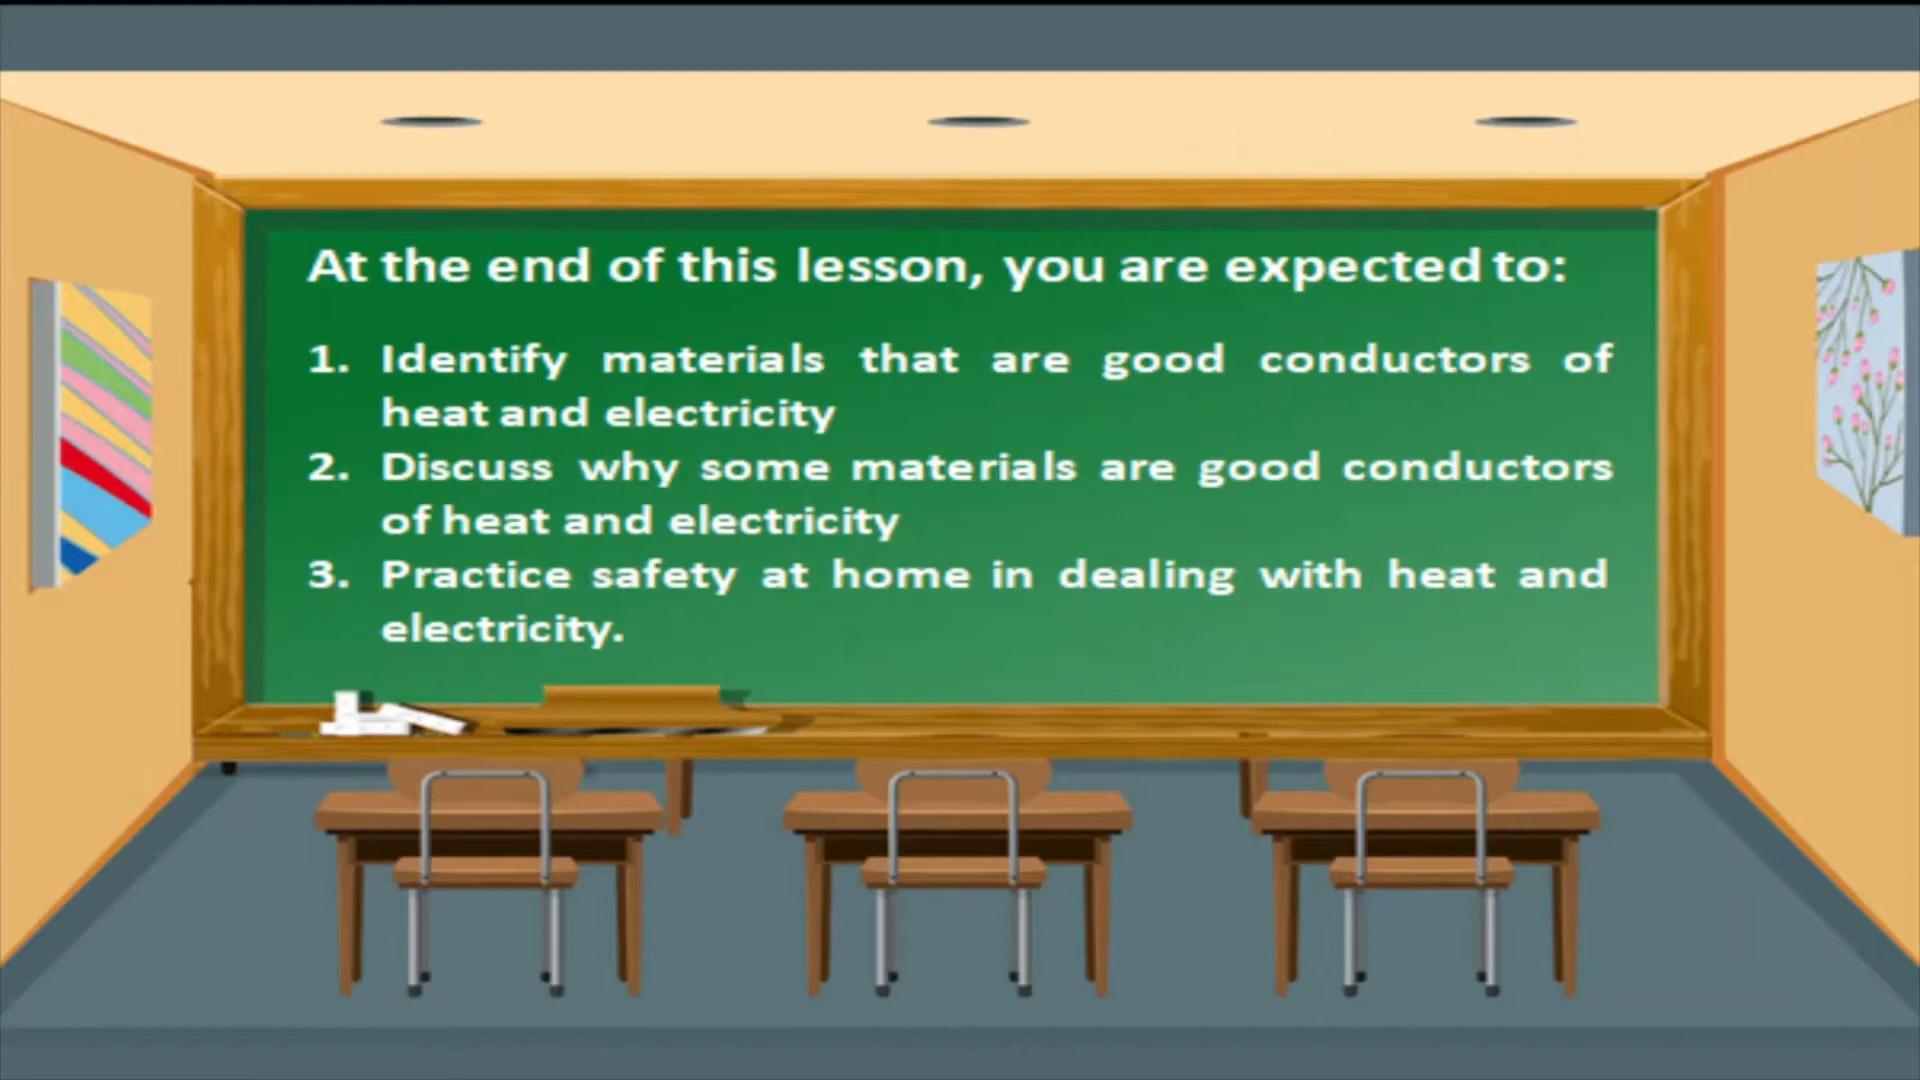 At the end of this lesson, you are expected to:
1. Identify materials that are good conductors of
heat and electricity
2. Discuss why some materials are good conductors
of heat and electricity
3. Practice safety at home in dealing with heat and
electricity.